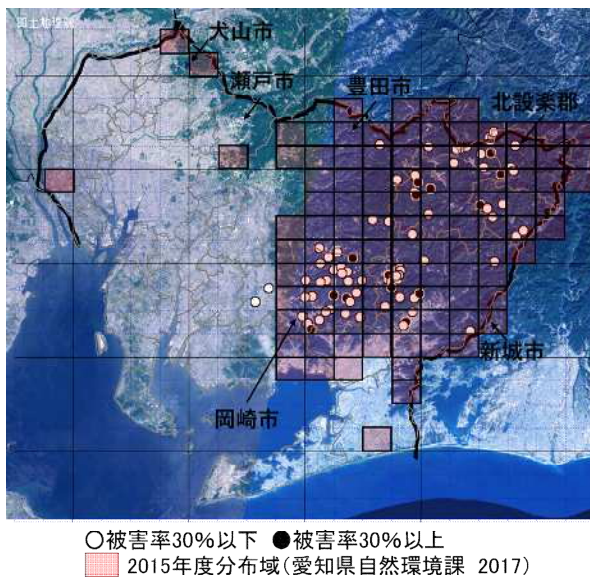 国土地理院
犬山市
瀬戸市
豊田市
北設楽郡
新城市
岡崎市
○被害率30%以下 ●被害率30%以上
2015年度分布域(愛知県自然環境課 2017)